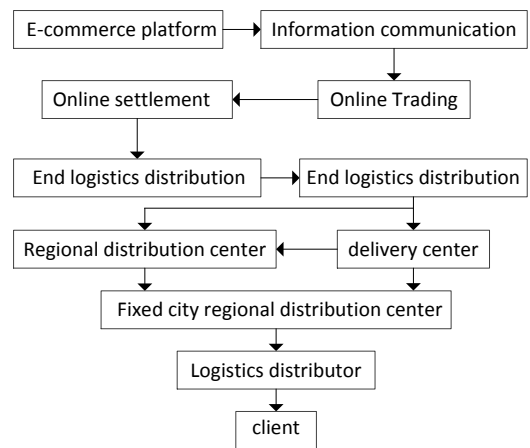 E-commerce platform
Information communication
Online settlement
Online Trading
End logistics distribution
End logistics distribution
Regional distribution center
delivery center
Fixed city regional distribution center
Logistics distributor
client